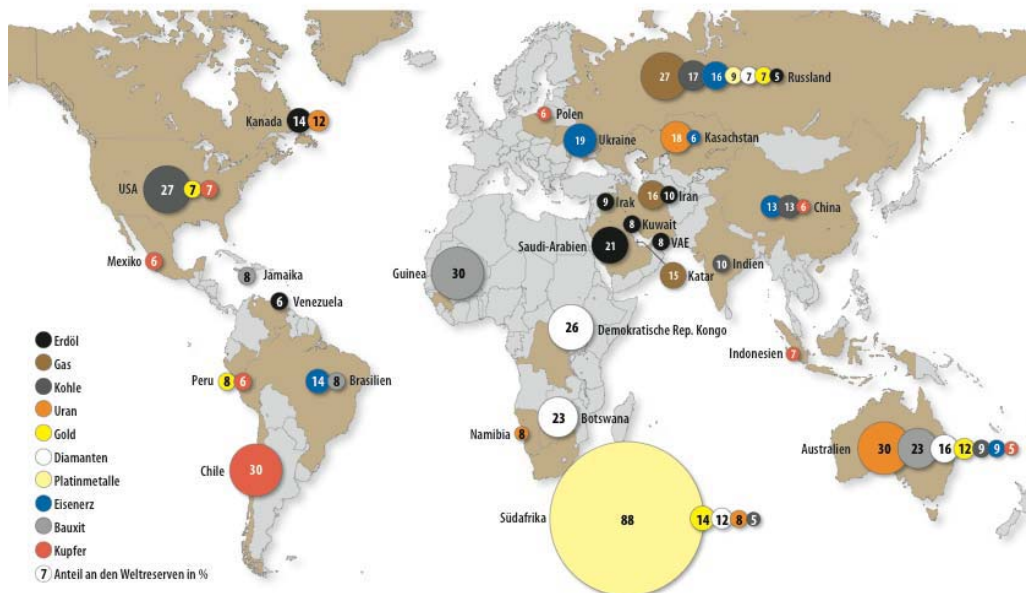 27 17 16 9 7 7 5 Russland
Kanada 14 12
6 Polen
19 Ukraine
18 6 Kasachstan
USA 27 7 7
9 Irak
16 10 Iran
13 13 6 China
8 Kuwait
Saudi-Arabien 21
8 VAE
Mexiko 6
8 Jamaika
Guinea 30
15 Katar
10 Indien
6 Venezuela
26 Demokratische Rep. Kongo
Indonesien 7
Peru 8 6
14 8 Brasilien
23 Botswana
Namibia 8
Australien 30 23 16 12 9 9 5
Chile 30
Südafrika 88 14 12 8 5
Erdöl
Gas
Kohle
Uran
Gold
Diamanten
Platinmetalle
Eisenerz
Bauxit
Kupfer
7 Anteil an den Weltreserven in %